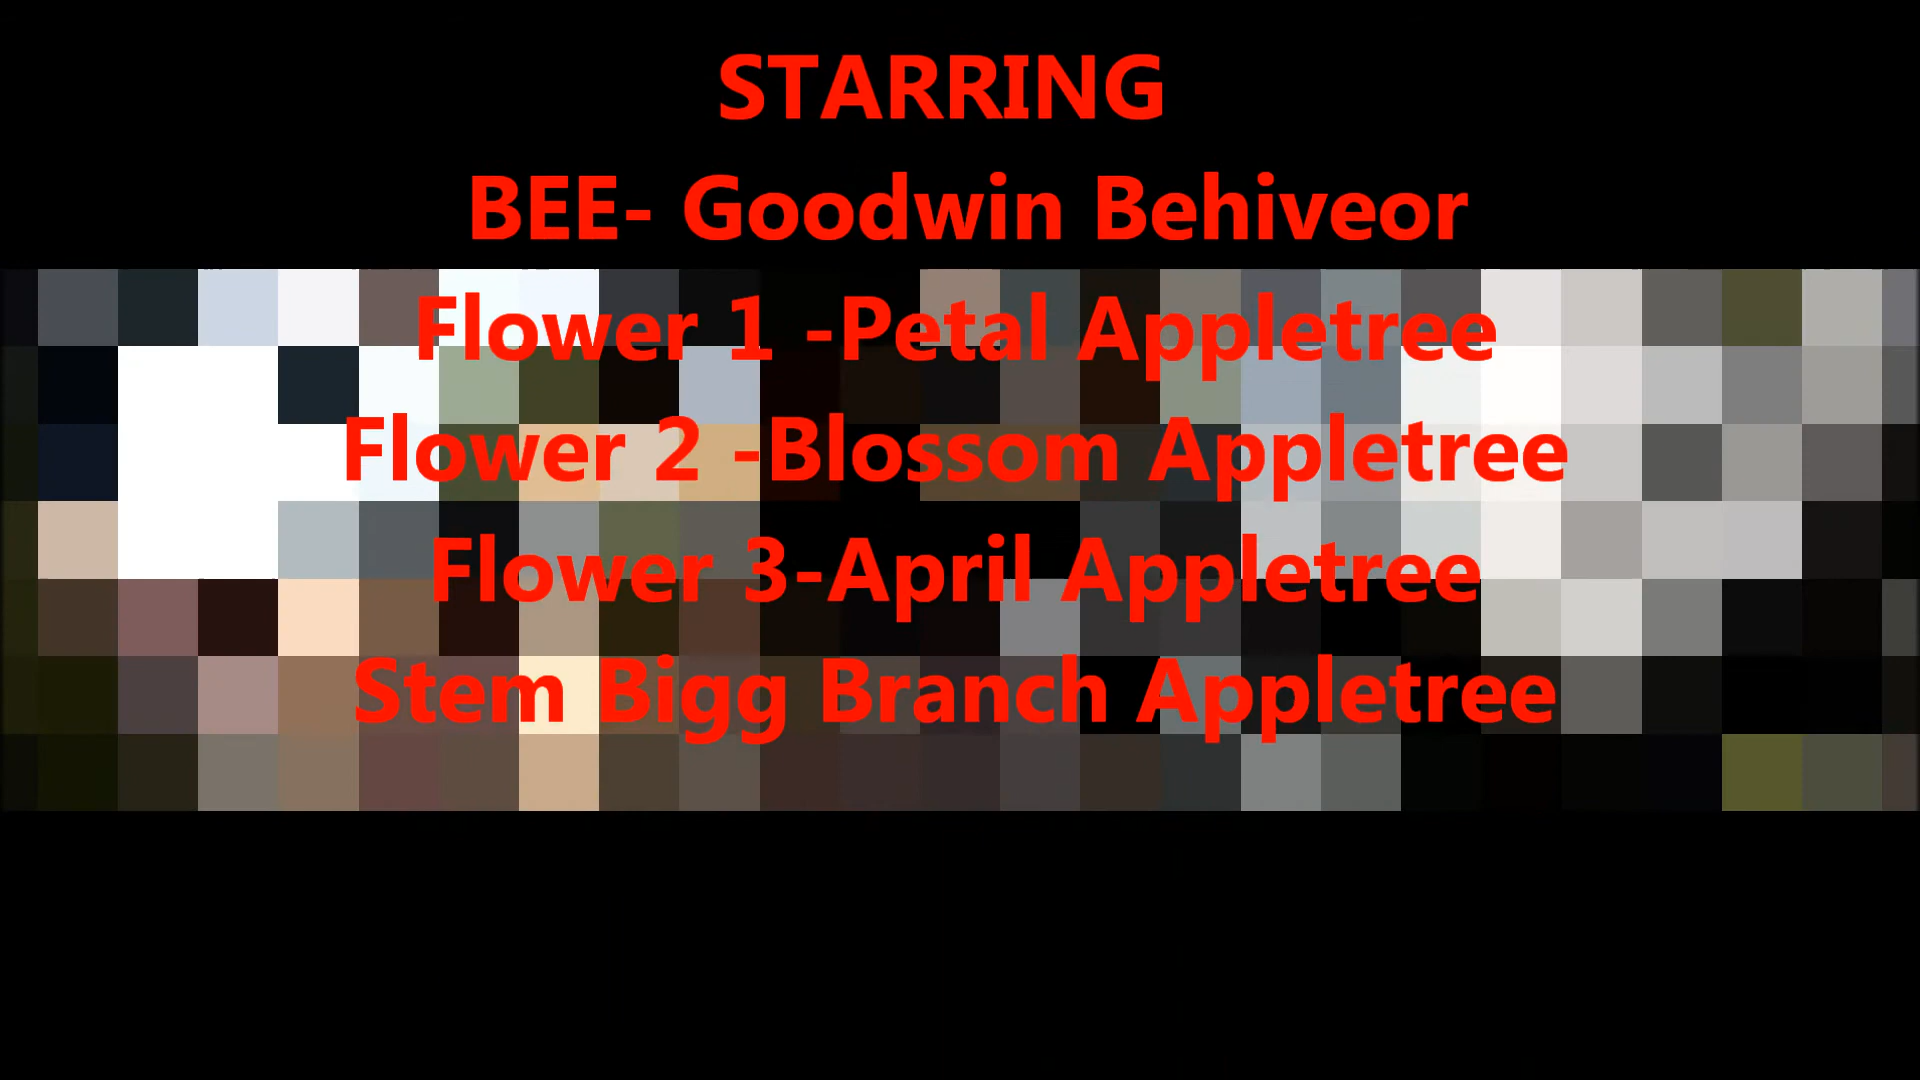 STARRING
BEE- Goodwin Behiveor
Flower 1 -Petal Appletree
Flower 2 -Blossom Appletree
Flower 3-April Appletree
Stem Bigg Branch Appletree